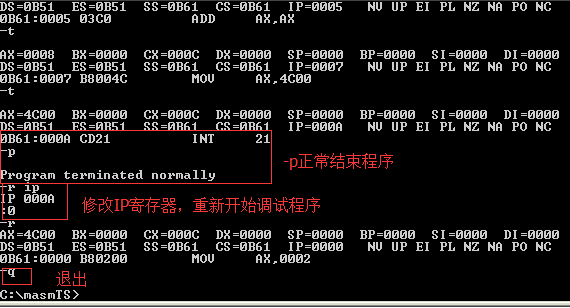 DS=0B51  ES=0B51  SS=0B61  CS=0B61  IP=0005   NV UP EI PL NZ NA PO NC
0B61:0005 03C0          ADD     AX,AX
-t
AX=0008  BX=0000  CX=000C  DX=0000  SP=0000  BP=0000  SI=0000  DI=0000
DS=0B51  ES=0B51  SS=0B61  CS=0B61  IP=0007   NV UP EI PL NZ NA PO NC
0B61:0007 B8004C        MOV     AX,4C00
-t
AX=4C00  BX=0000  CX=000C  DX=0000  SP=0000  BP=0000  SI=0000  DI=0000
DS=0B51  ES=0B51  SS=0B61  CS=0B61  IP=000A   NV UP EI PL NZ NA PO NC
0B61:000A CD21          INT     21
-p
-p正常结束程序
Program terminated normally
-r ip
IP 000A
:0
修改IP寄存器，重新开始调试程序
-r
AX=4C00  BX=0000  CX=000C  DX=0000  SP=0000  BP=0000  SI=0000  DI=0000
DS=0B51  ES=0B51  SS=0B61  CS=0B61  IP=0000   NV UP EI PL NZ NA PO NC
0B61:0000 B80200        MOV     AX,0002
-q
退出
C:\masmTS>